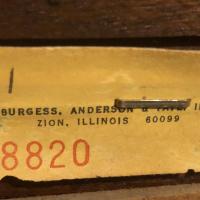 BURGESS, ANDERSON &
ZION, ILLINOIS 60099
8820